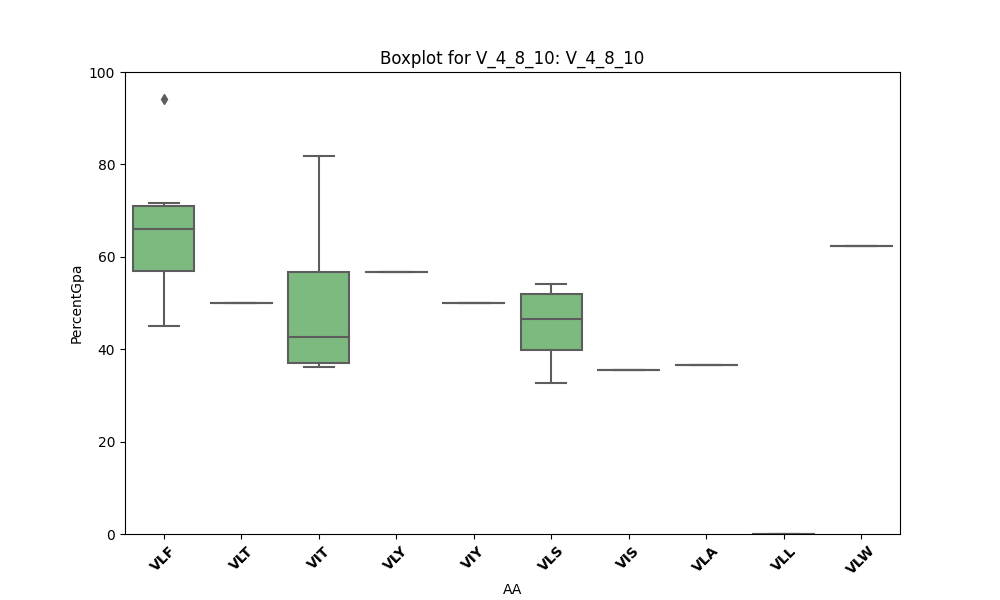 Boxplot for V_4_8_10: V_4_8_10
100
80
60
40
20
0
PercentGpa
VLF
VLT
VIT
VLY
VIY
VLS
VIS
VLA
VLL
VLW
AA